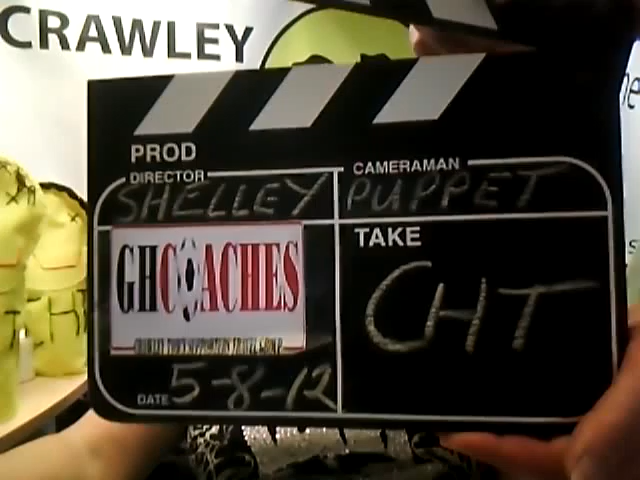 CRAWLEY
PROD
DIRECTOR CAMERAMAN
SHELLEY PUPPET
TAKE
GHCOACHES
CHT
DATE 5-8-12